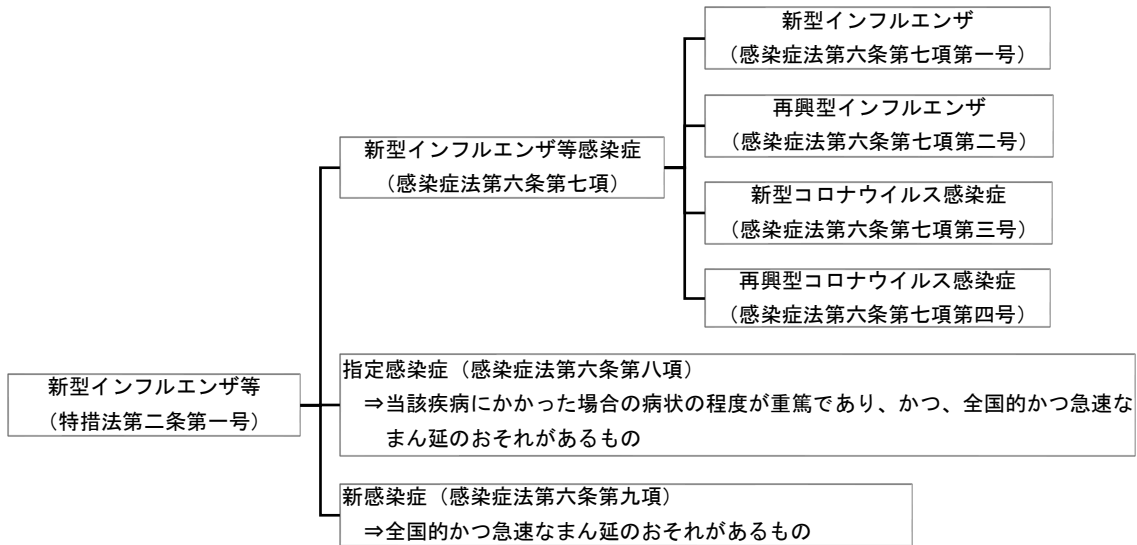 新型インフルエンザ
（感染症法第六条第七項第一号）
再興型インフルエンザ
（感染症法第六条第七項第二号）
新型インフルエンザ等感染症
（感染症法第六条第七項）
新型コロナウイルス感染症
（感染症法第六条第七項第三号）
再興型コロナウイルス感染症
（感染症法第六条第七項第四号）
新型インフルエンザ等
（特措法第二条第一号）
指定感染症（感染症法第六条第八項）
⇒当該疾病にかかった場合の病状の程度が重篤であり、かつ、全国的かつ急速な
まん延のおそれがあるもの
新感染症（感染症法第六条第九項）
⇒全国的かつ急速なまん延のおそれがあるもの